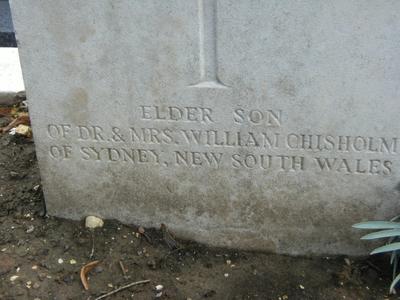 ELDER SON
OF DR. & MRS. WILLIAM CHISHOLM
OF SYDNEY, NEW SOUTH WALES